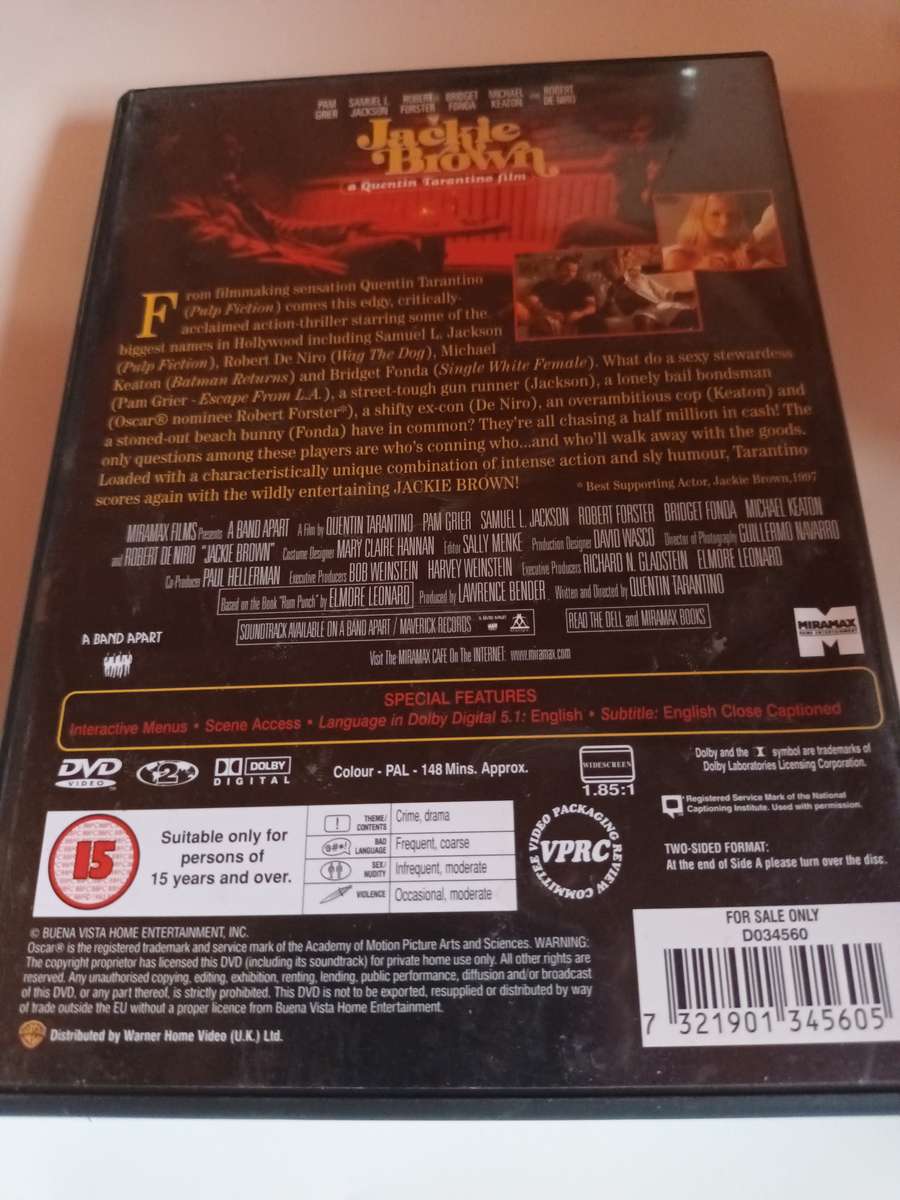 PAM GRIER SAMUEL L. JACKSON ROBERT FORSTER BRIDGET FONDA MICHAEL KEATON AND ROBERT DE NIRO
Jackie
Brown
a Quentin Tarantino film
From filmmaking sensation Quentin Tarantino
(Pulp Fiction) comes this edgy, critically-
acclaimed action-thriller starring some of the
biggest names in Hollywood including Samuel L. Jackson
(Pulp Fiction), Robert De Niro (Wag The Dog), Michael
Keaton (Batman Returns) and Bridget Fonda (Single White Female). What do a sexy stewardess
(Pam Grier - Escape From L.A.), a street-tough gun runner (Jackson), a lonely bail bondsman
(Oscar® nominee Robert Forster*), a shifty ex-con (De Niro), an overambitious cop (Keaton) and
a stoned-out beach bunny (Fonda) have in common? They're all chasing a half million in cash! The
only questions among these players are who's conning who...and who'll walk away with the goods.
Loaded with a characteristically unique combination of intense action and sly humour, Tarantino
scores again with the wildly entertaining JACKIE BROWN!
* Best Supporting Actor, Jackie Brown, 1997
MIRAMAX FILMS Presents A BAND APART A Film by QUENTIN TARANTINO PAM GRIER SAMUEL L. JACKSON ROBERT FORSTER BRIDGET FONDA MICHAEL KEATON
and ROBERT DE NIRO "JACKIE BROWN" Costume Designer MARY CLAIRE HANNAN Editor SALLY MENKE Production Designer DAVID WASCO Director of Photography GUILLERMO NAVARRO
Co-Producer PAUL HELLERMAN Executive Producers BOB WEINSTEIN HARVEY WEINSTEIN Executive Producers RICHARD N. GLADSTEIN ELMORE LEONARD
Based on the Book "Rum Punch" by ELMORE LEONARD Produced by LAWRENCE BENDER Written and Directed by QUENTIN TARANTINO
SOUNDTRACK AVAILABLE ON A BAND APART / MAVERICK RECORDS
READ THE DELL and MIRAMAX BOOKS
Visit The MIRAMAX CAFE On The INTERNET: www.miramax.com
A BAND APART
MIRAMAX
HOME ENTERTAINMENT
SPECIAL FEATURES
Interactive Menus • Scene Access • Language in Dolby Digital 5.1: English • Subtitle: English Close Captioned
DVD
VIDEO
2
DOLBY
DIGITAL
Colour - PAL - 148 Mins. Approx.
WIDESCREEN
1.85:1
Dolby and the symbol are trademarks of
Dolby Laboratories Licensing Corporation.
Registered Service Mark of the National
Captioning Institute. Used with permission.
15
Suitable only for
persons of
15 years and over.
THEME/CONTENTS Crime, drama
BAD LANGUAGE Frequent, coarse
SEX/NUDITY Infrequent, moderate
VIOLENCE Occasional, moderate
VIDEO PACKAGING REVIEW COMMITTEE
VPRC
TWO-SIDED FORMAT:
At the end of Side A please turn over the disc.
© BUENA VISTA HOME ENTERTAINMENT, INC.
Oscar® is the registered trademark and service mark of the Academy of Motion Picture Arts and Sciences. WARNING:
The copyright proprietor has licensed this DVD (including its soundtrack) for private home use only. All other rights are
reserved. Any unauthorised copying, editing, exhibition, renting, lending, public performance, diffusion and/or broadcast
of this DVD, or any part thereof, is strictly prohibited. This DVD is not to be exported, resupplied or distributed by way
of trade outside the EU without a proper licence from Buena Vista Home Entertainment.
Distributed by Warner Home Video (U.K.) Ltd.
FOR SALE ONLY
D034560
7 321901 345605